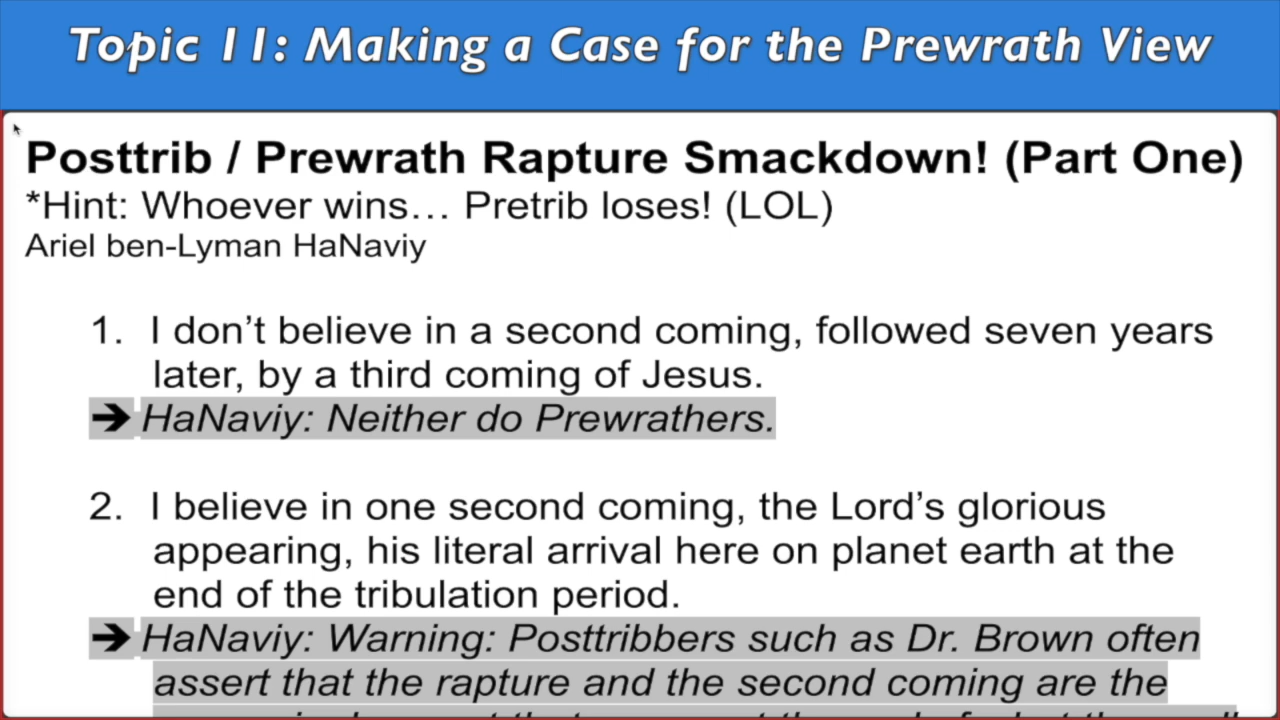 Topic 11: Making a Case for the Prewrath View
Posttrib / Prewrath Rapture Smackdown! (Part One)
*Hint: Whoever wins… Pretrib loses! (LOL)
Ariel ben-Lyman HaNaviy
1. I don’t believe in a second coming, followed seven years
later, by a third coming of Jesus.
➔ HaNaviy: Neither do Prewrathers.
2. I believe in one second coming, the Lord’s glorious
appearing, his literal arrival here on planet earth at the
end of the tribulation period.
➔ HaNaviy: Warning: Posttribbers such as Dr. Brown often
assert that the rapture and the second coming are the